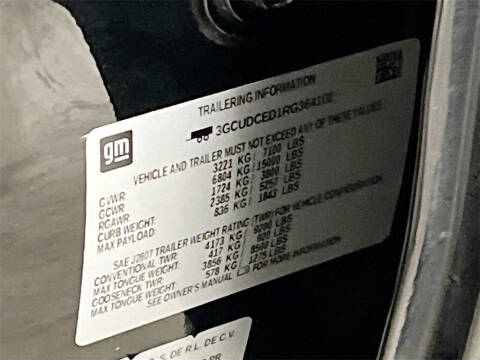 TRAILERING INFORMATION
3GCUDCED1RG364102
gm
VEHICLE AND TRAILER MUST NOT EXCEED ANY OF THESE VALUES.
GVWR: 3221 KG / 7100 LBS
GCWR: 6804 KG / 15000 LBS
RGAWR: 1724 KG / 3800 LBS
CURB WEIGHT: 2385 KG / 5257 LBS
MAX PAYLOAD: 836 KG / 1843 LBS
SAE J2807 TRAILER WEIGHT RATING (TWR) FOR VEHICLE CONFIGURATION
CONVENTIONAL TWR: 4173 KG / 9200 LBS
MAX TONGUE WEIGHT: 417 KG / 920 LBS
GOOSENECK TWR: 3856 KG / 8500 LBS
MAX TONGUE WEIGHT: 578 KG / 1275 LBS
SEE OWNER'S MANUAL FOR MORE INFORMATION
S. DE R.L. DE C.V.